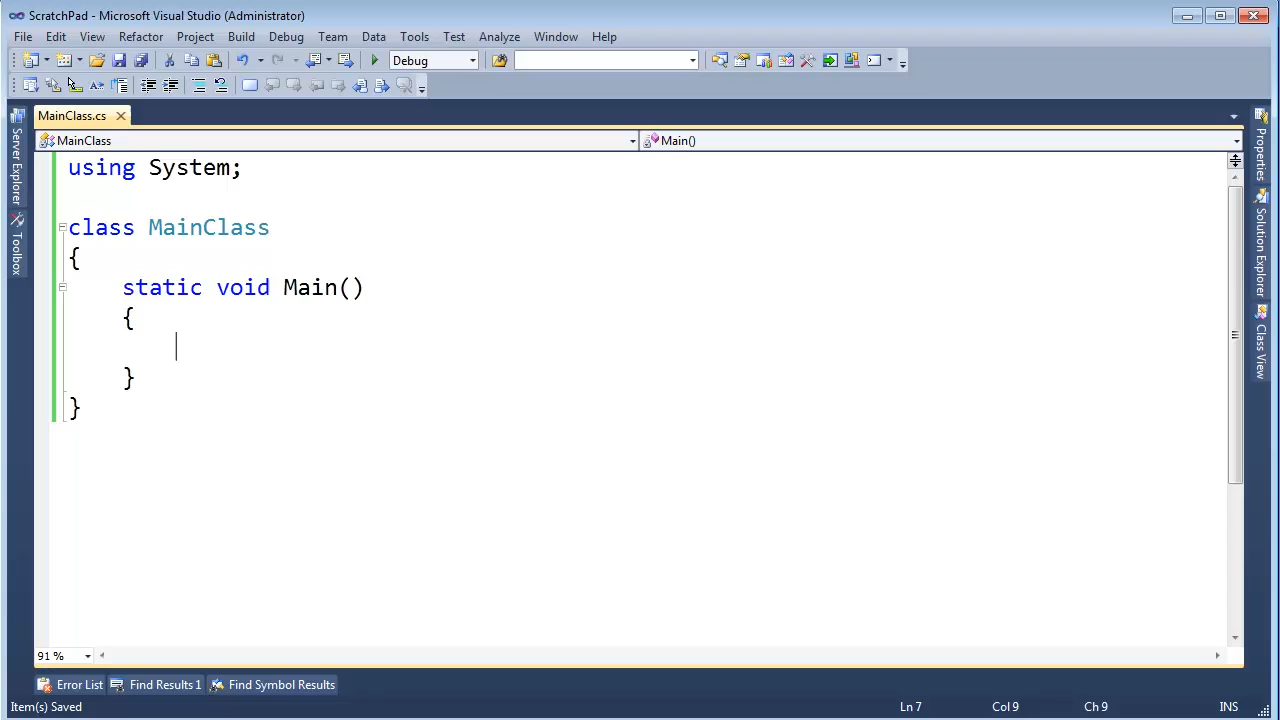 ScratchPad - Microsoft Visual Studio (Administrator)
File Edit View Refactor Project Build Debug Team Data Tools Test Analyze Window Help
Debug
MainClass.cs
MainClass
Main()
using System;
class MainClass
{
static void Main()
{
}
}
Server Explorer
Toolbox
Properties
Solution Explorer
Class View
91 %
Error List Find Results 1 Find Symbol Results
Item(s) Saved Ln 7 Col 9 Ch 9 INS